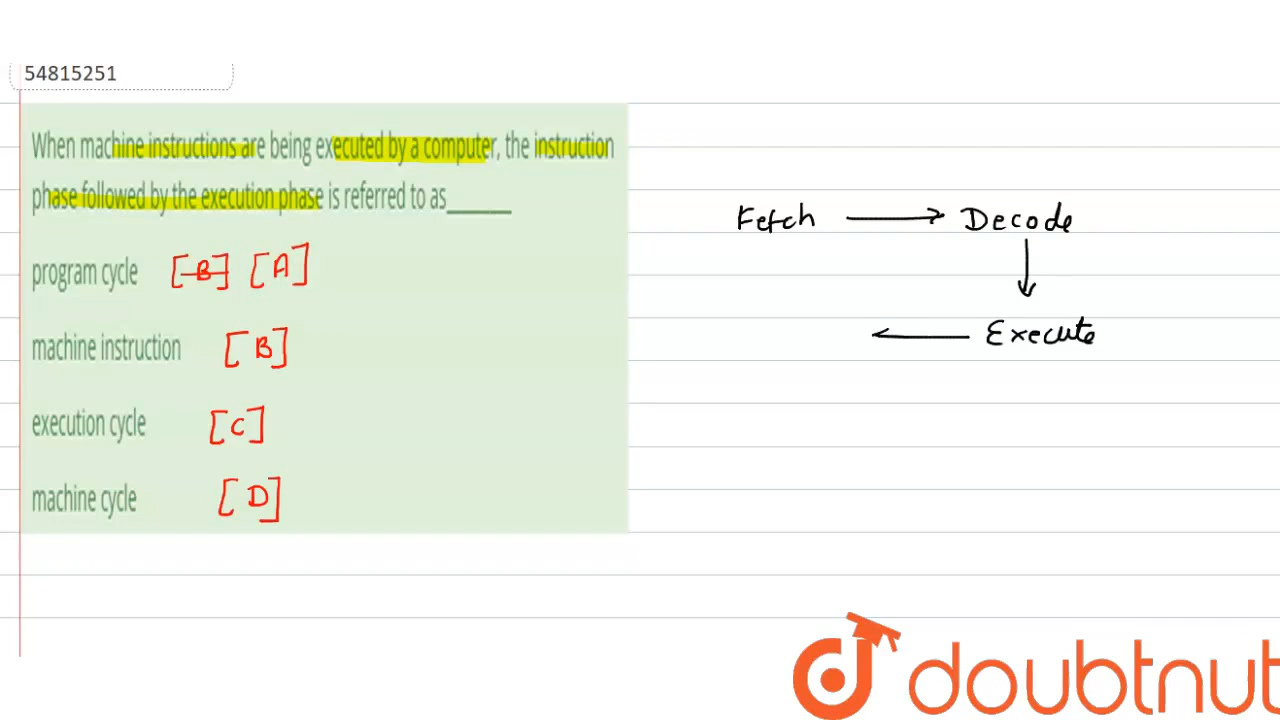 54815251
When machine instructions are being executed by a computer, the instruction
phase followed by the execution phase is referred to as_______
program cycle [B] [A]
machine instruction [B]
execution cycle [C]
machine cycle [D]
Fetch → Decode
↓
← Execute
doubtnut